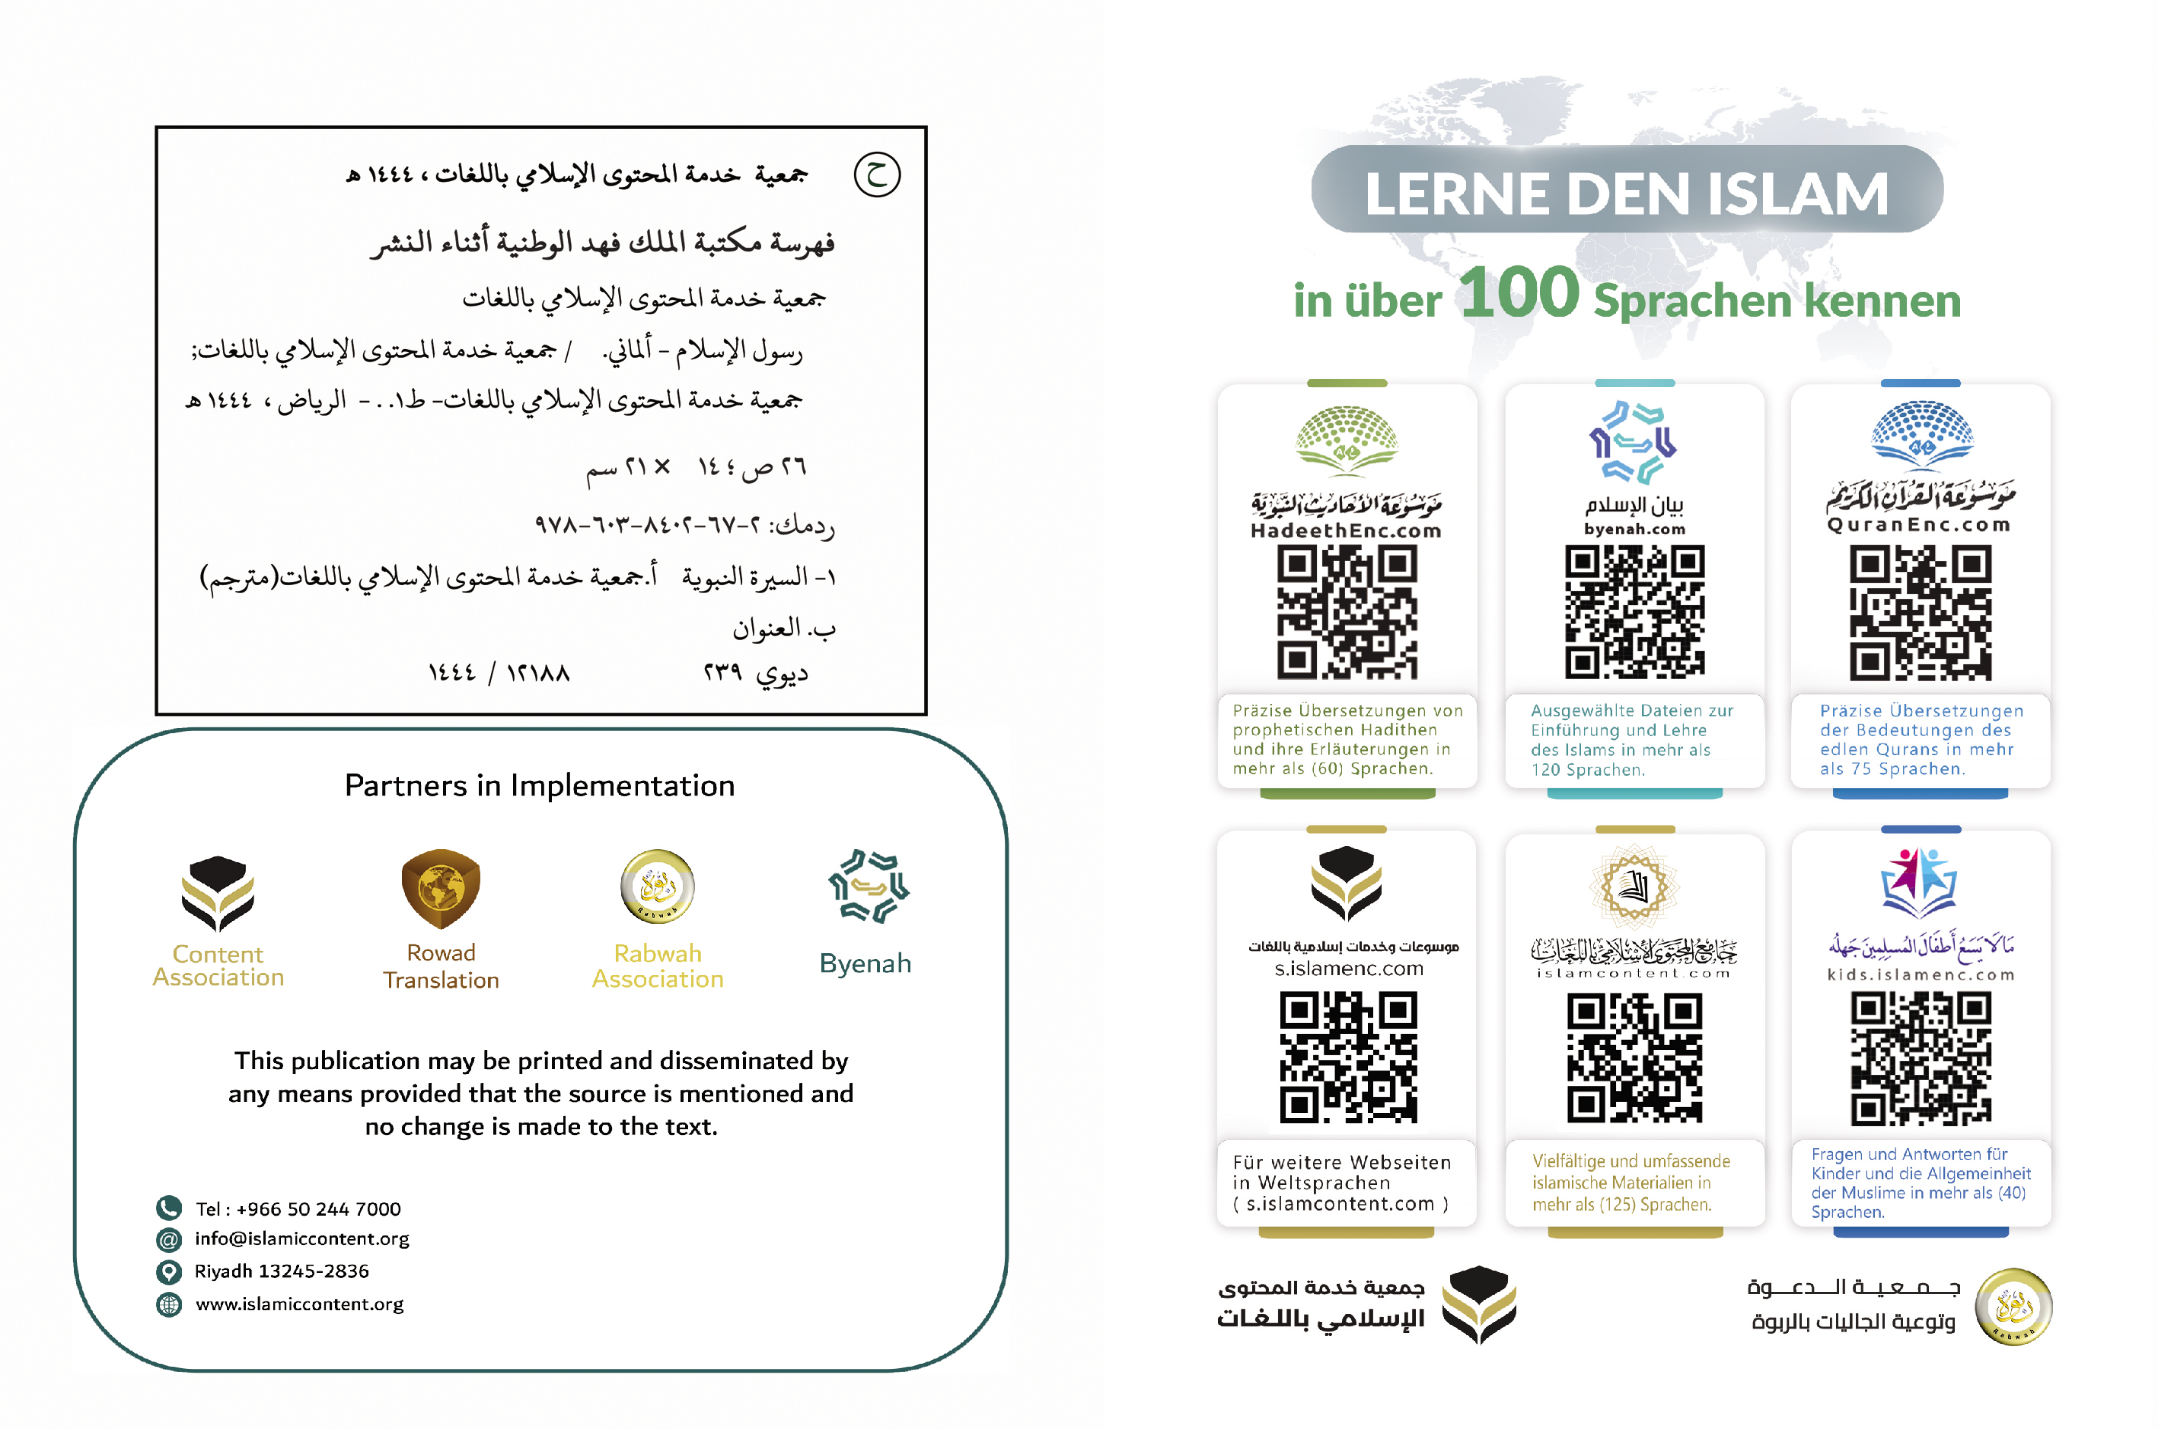 ح
جمعية خدمة المحتوى الإسلامي باللغات ، ١٤٤٤ هـ
فهرسة مكتبة الملك فهد الوطنية أثناء النشر
جمعية خدمة المحتوى الإسلامي باللغات
رسول الإسلام - ألماني. / جمعية خدمة المحتوى الإسلامي باللغات؛
جمعية خدمة المحتوى الإسلامي باللغات- ط١. .- الرياض ، ١٤٤٤ هـ
٢٦ ص ؛ ١٤ × ٢١ سم
ردمك: ٢-٦٧-٨٤٠٢-٦٠٣-٩٧٨
١- السيرة النبوية أ.جمعية خدمة المحتوى الإسلامي باللغات(مترجم)
ب. العنوان
ديوي ٢٣٩ ١٢١٨٨ / ١٤٤٤
Partners in Implementation
Content
Association
Rowad
Translation
Rabwah
Association
Byenah
This publication may be printed and disseminated by
any means provided that the source is mentioned and
no change is made to the text.
Tel : +966 50 244 7000
info@islamiccontent.org
Riyadh 13245-2836
www.islamiccontent.org
LERNE DEN ISLAM
in über 100 Sprachen kennen
موسوعة الأحاديث النبوية
HadeethEnc.com
Präzise Übersetzungen von
prophetischen Hadithen
und ihre Erläuterungen in
mehr als (60) Sprachen.
بيان الإسلام
byenah.com
Ausgewählte Dateien zur
Einführung und Lehre
des Islams in mehr als
120 Sprachen.
موسوعة القرآن الكريم
QuranEnc.com
Präzise Übersetzungen
der Bedeutungen des
edlen Qurans in mehr
als 75 Sprachen.
موسوعات وخدمات إسلامية باللغات
s.islamenc.com
Für weitere Webseiten
in Weltsprachen
( s.islamcontent.com )
جامع المحتوى الإسلامي باللغات
islamcontent.com
Vielfältige und umfassende
islamische Materialien in
mehr als (125) Sprachen.
ما لا يسع أطفال المسلمين جهله
kids.islamenc.com
Fragen und Antworten für
Kinder und die Allgemeinheit
der Muslime in mehr als (40)
Sprachen.
جمعية خدمة المحتوى
الإسلامي باللغات
جمعية الدعوة
وتوعية الجاليات بالربوة